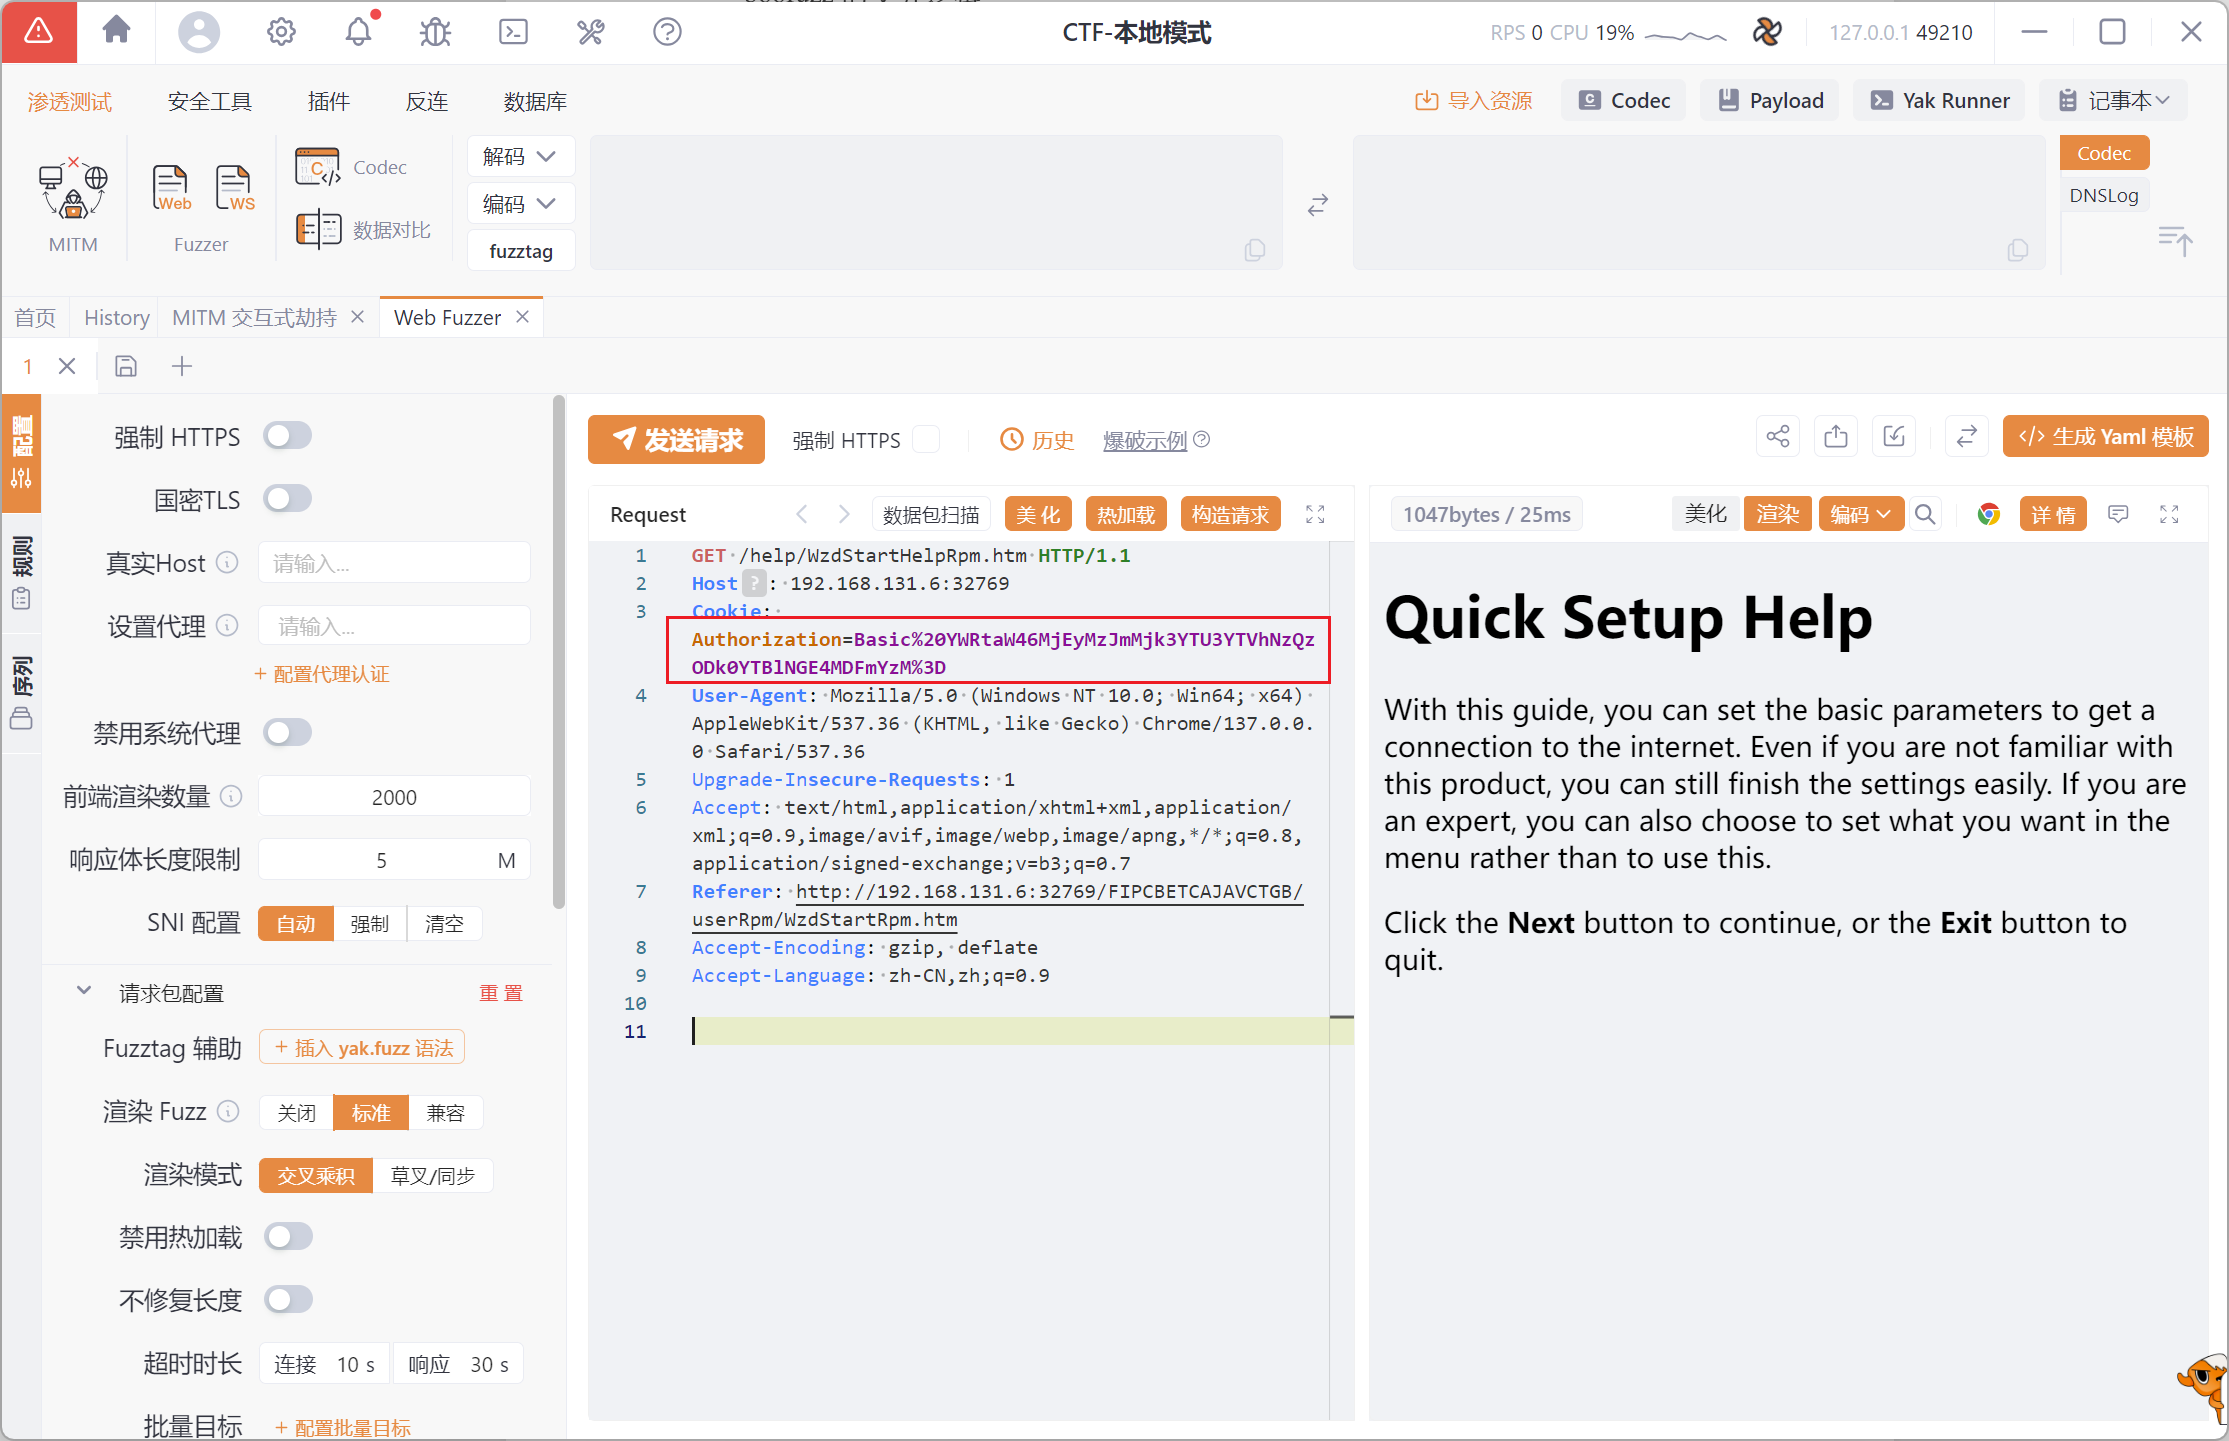 CTF-本地模式
RPS 0 CPU 19%
127.0.0.1 49210
渗透测试 安全工具 插件 反连 数据库
导入资源 Codec Payload Yak Runner 记事本
MITM
Web WS
Fuzzer
Codec
数据对比
解码
编码
fuzztag
Codec
DNSLog
首页 History MITM 交互式劫持 Web Fuzzer
1
配置
规则
序列
强制 HTTPS
国密TLS
真实Host 请输入...
设置代理 请输入...
+ 配置代理认证
禁用系统代理
前端渲染数量 2000
响应体长度限制 5 M
SNI 配置 自动 强制 清空
请求包配置 重置
Fuzztag 辅助 + 插入 yak.fuzz 语法
渲染 Fuzz 关闭 标准 兼容
渲染模式 交叉乘积 草叉/同步
禁用热加载
不修复长度
超时时长 连接 10 s 响应 30 s
批量目标 + 配置批量目标
发送请求 强制 HTTPS 历史 爆破示例
生成 Yaml 模板
Request 数据包扫描 美化 热加载 构造请求
1 GET /help/WzdStartHelpRpm.htm HTTP/1.1
2 Host ? : 192.168.131.6:32769
3 Cookie:
Authorization=Basic%20YWRtaW46MjEyMzJmMjk3YTU3YTVhNzQz
ODk0YTBlNGE4MDFmYzM%3D
4 User-Agent: Mozilla/5.0 (Windows NT 10.0; Win64; x64)
AppleWebKit/537.36 (KHTML, like Gecko) Chrome/137.0.0.
0 Safari/537.36
5 Upgrade-Insecure-Requests: 1
6 Accept: text/html,application/xhtml+xml,application/
xml;q=0.9,image/avif,image/webp,image/apng,*/*;q=0.8,
application/signed-exchange;v=b3;q=0.7
7 Referer: http://192.168.131.6:32769/FIPCBETCAJAVCTGB/
userRpm/WzdStartRpm.htm
8 Accept-Encoding: gzip, deflate
9 Accept-Language: zh-CN,zh;q=0.9
10
11
1047bytes / 25ms 美化 渲染 编码 详情
Quick Setup Help
With this guide, you can set the basic parameters to get a
connection to the internet. Even if you are not familiar with
this product, you can still finish the settings easily. If you are
an expert, you can also choose to set what you want in the
menu rather than to use this.
Click the Next button to continue, or the Exit button to
quit.